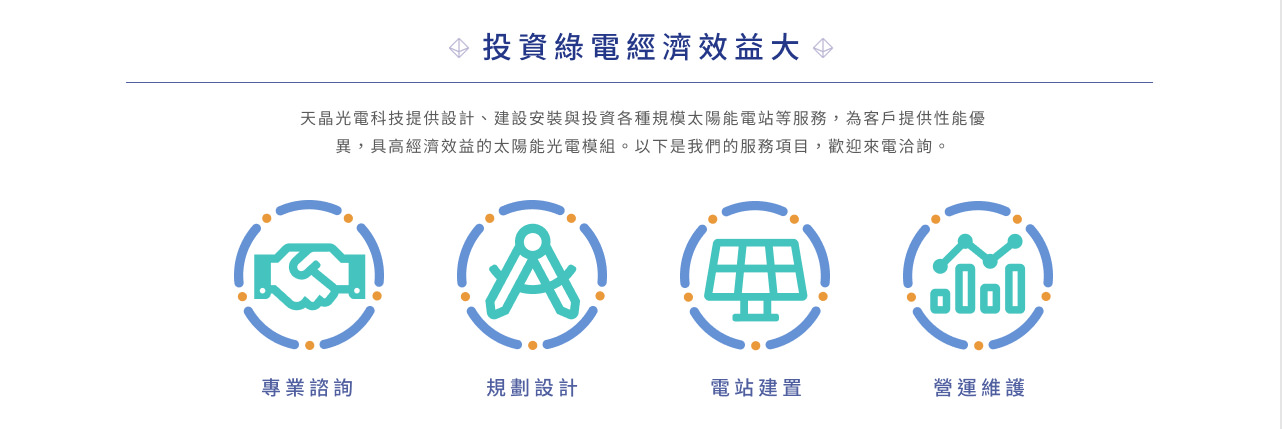 投資綠電經濟效益大
天晶光電科技提供設計、建設安裝與投資各種規模太陽能電站等服務，為客戶提供性能優
異，具高經濟效益的太陽能光電模組。以下是我們的服務項目，歡迎來電洽詢。
專業諮詢
規劃設計
電站建置
營運維護